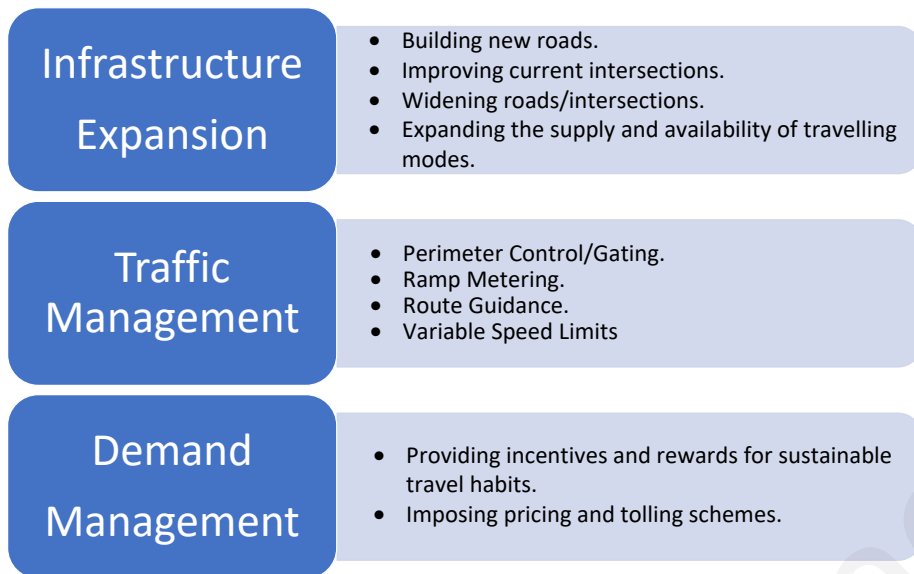 Infrastructure
Expansion
• Building new roads.
• Improving current intersections.
• Widening roads/intersections.
• Expanding the supply and availability of travelling
modes.
Traffic
Management
• Perimeter Control/Gating.
• Ramp Metering.
• Route Guidance.
• Variable Speed Limits
Demand
Management
• Providing incentives and rewards for sustainable
travel habits.
• Imposing pricing and tolling schemes.